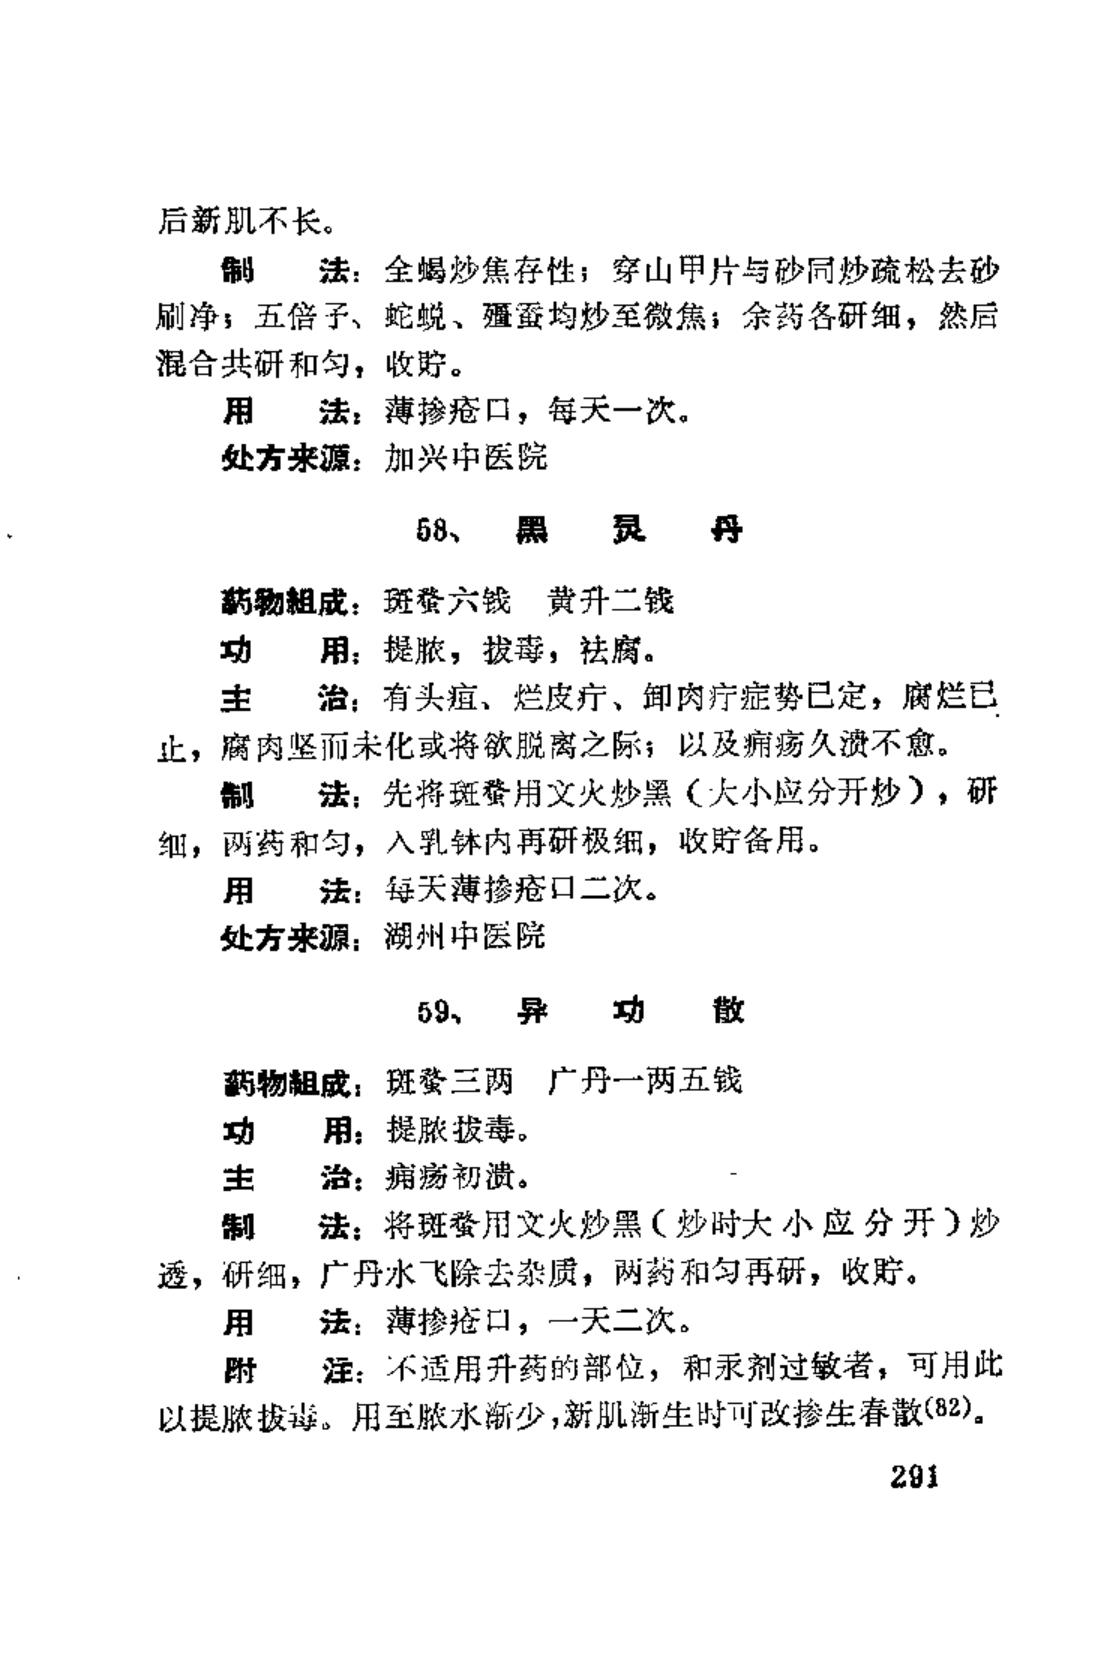 后新肌不长。
制　　法：全蝎炒焦存性；穿山甲片与砂同炒疏松去砂
刷净；五倍子、蛇蜕、殭蚕均炒至微焦；余药各研细，然后
混合共研和匀，收贮。
用　　法：薄掺疮口，每天一次。
处方来源：加兴中医院
58、　黑　灵　丹
药物组成：斑蝥六钱　黄升二钱
功　　用：提脓，拔毒，祛腐。
主　　治：有头疽、烂皮疔、卸肉疔症势已定，腐烂已
止，腐肉坚而未化或将欲脱离之际；以及痈疡久溃不愈。
制　　法：先将斑蝥用文火炒黑（大小应分开炒），研
细，两药和匀，入乳钵内再研极细，收贮备用。
用　　法：每天薄掺疮口二次。
处方来源：湖州中医院
59、　异　功　散
药物组成：斑蝥三两　广丹一两五钱
功　　用：提脓拔毒。
主　　治：痈疡初溃。
制　　法：将斑蝥用文火炒黑（炒时大小应分开）炒
透，研细，广丹水飞除去杂质，两药和匀再研，收贮。
用　　法：薄掺疮口，一天二次。
附　　注：不适用升药的部位，和汞剂过敏者，可用此
以提脓拔毒。用至脓水渐少，新肌渐生时可改掺生春散(82)。
291